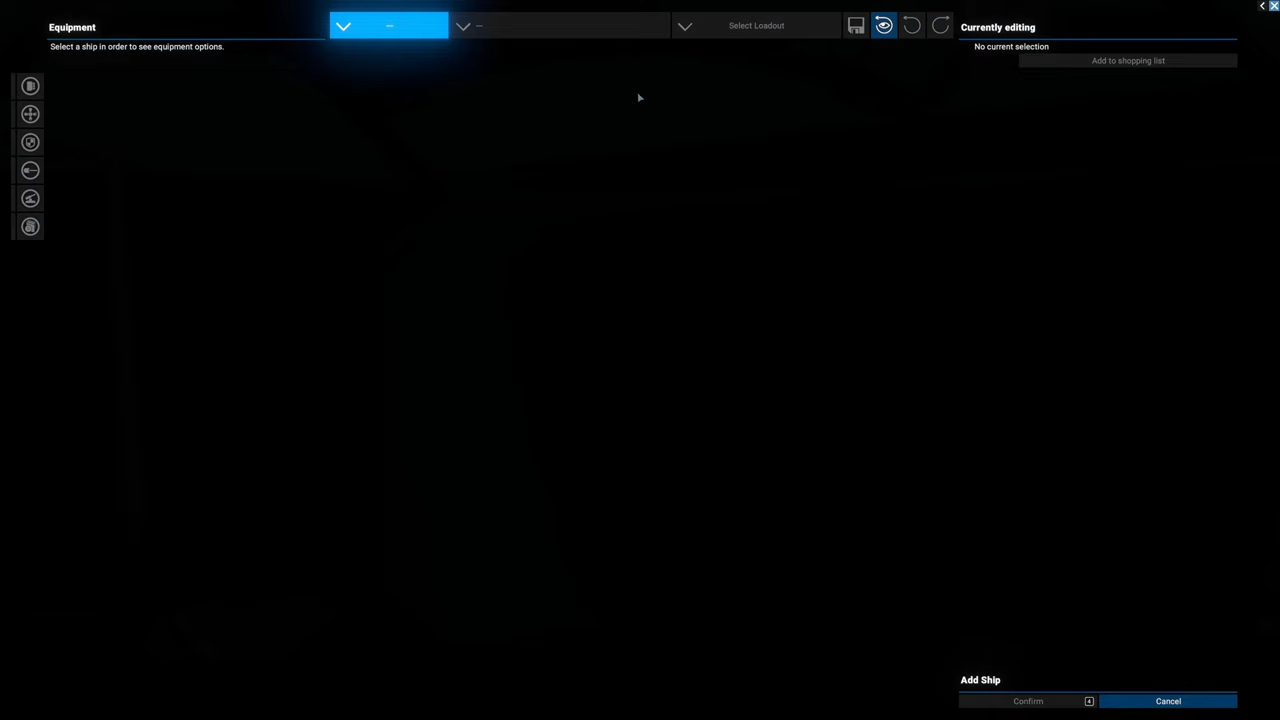 Equipment
Select a ship in order to see equipment options.
—
—
Select Loadout
Currently editing
No current selection
Add to shopping list
Add Ship
Confirm
Cancel